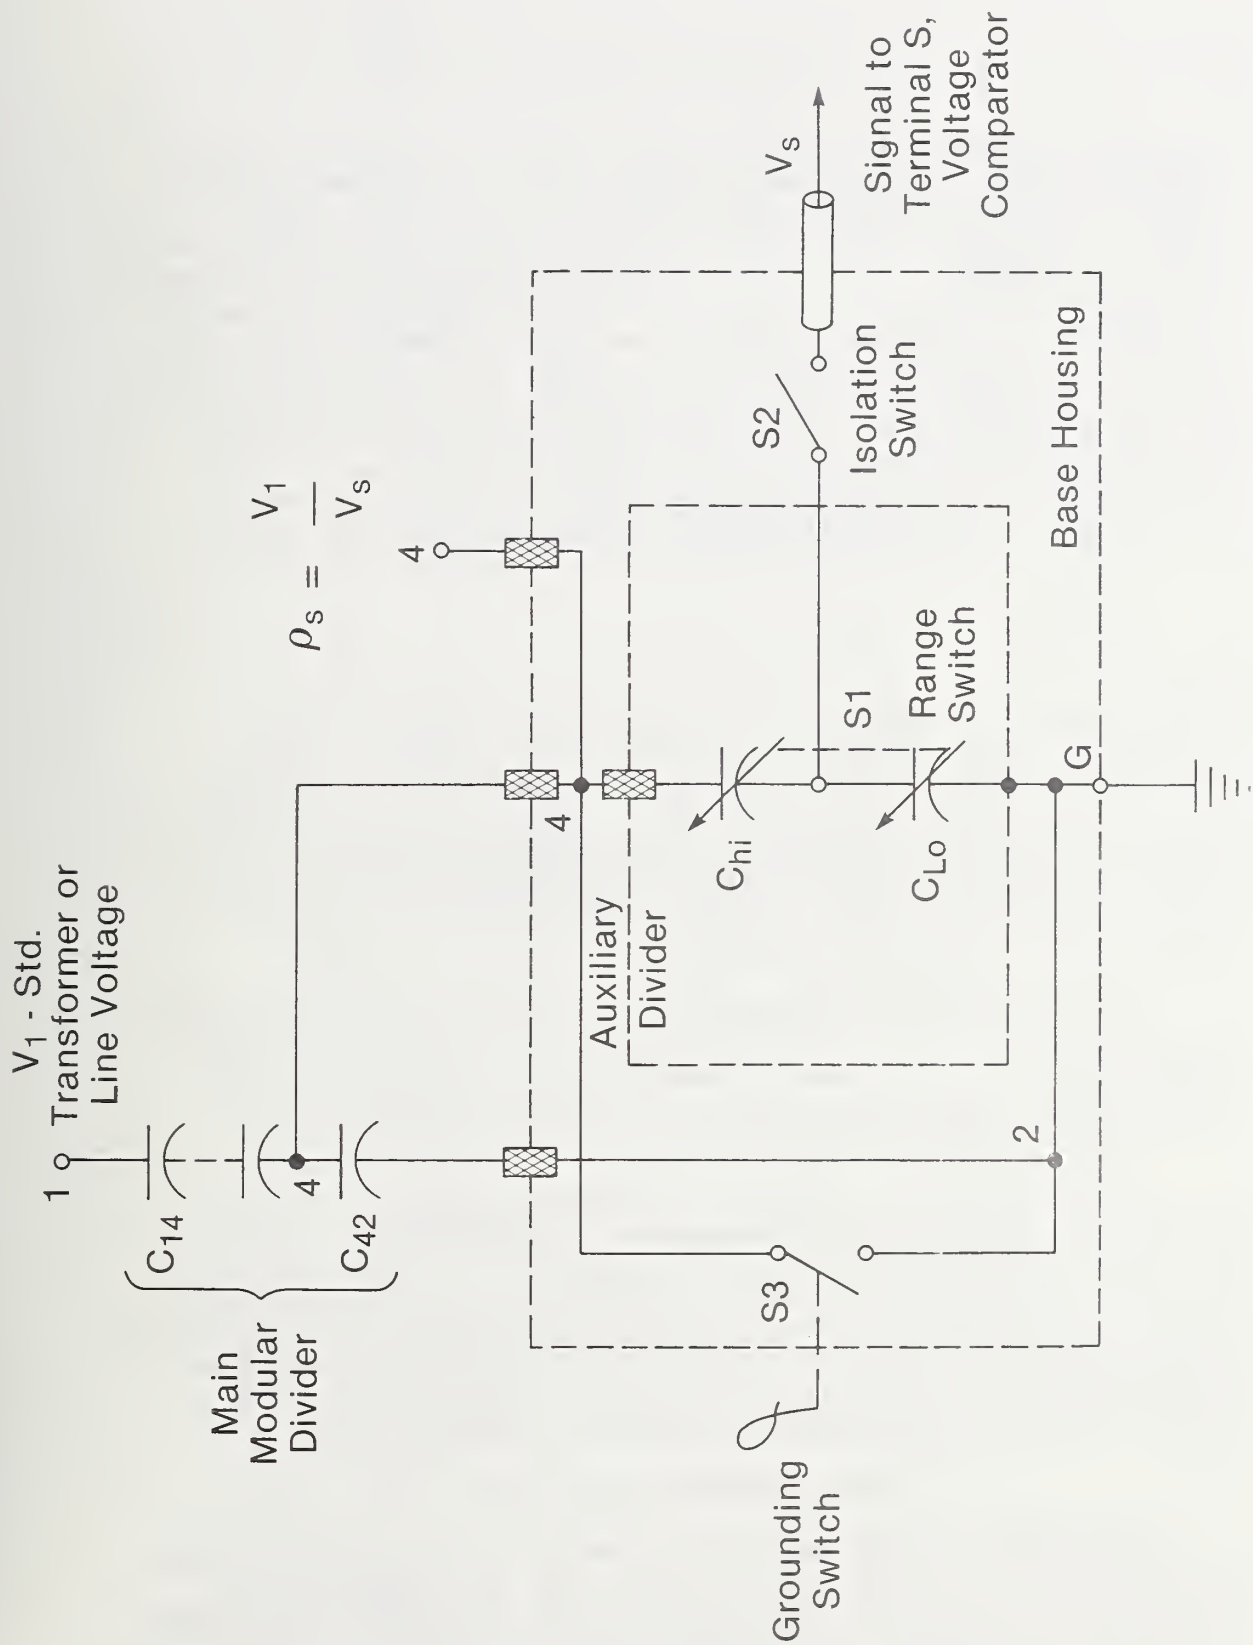 V₁ - Std.
Transformer or
Line Voltage
1
C₁₄
4
C₄₂
Main
Modular
Divider
ρₛ = V₁
Vₛ
4
4
Auxiliary
Divider
C_hi
C_Lo
S1
Range
Switch
S2
Isolation
Switch
Vₛ
Signal to
Terminal S,
Voltage
Comparator
S3
Grounding
Switch
2
G
Base Housing